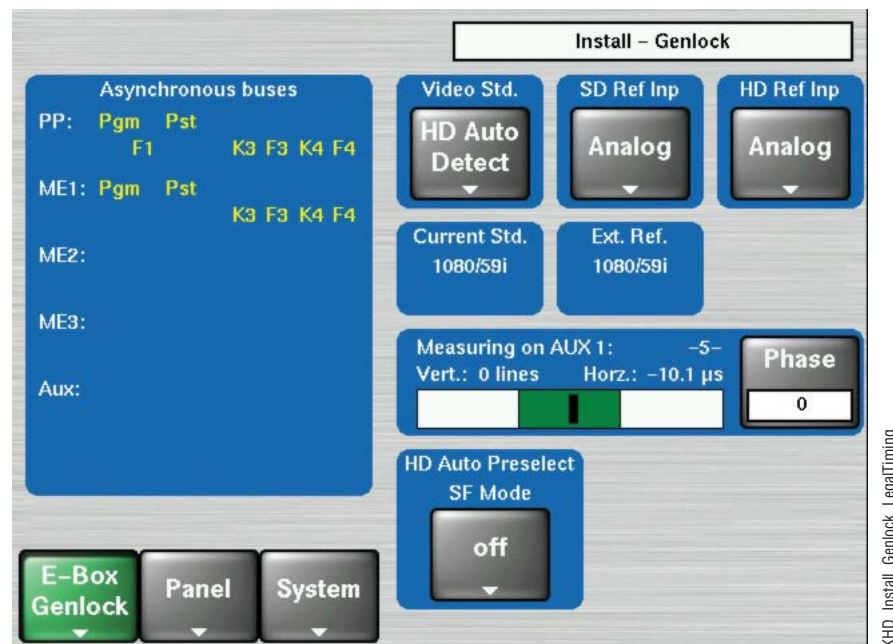 Install – Genlock
Asynchronous buses
PP: Pgm Pst
F1 K3 F3 K4 F4
ME1: Pgm Pst
K3 F3 K4 F4
ME2:
ME3:
Aux:
Video Std.
HD Auto
Detect
SD Ref Inp
Analog
HD Ref Inp
Analog
Current Std.
1080/59i
Ext. Ref.
1080/59i
Measuring on AUX 1: –5–
Vert.: 0 lines Horz.: –10.1 µs
Phase
0
HD Auto Preselect
SF Mode
off
E–Box
Genlock
Panel
System
HD_Install_Genlock_LegalTiming